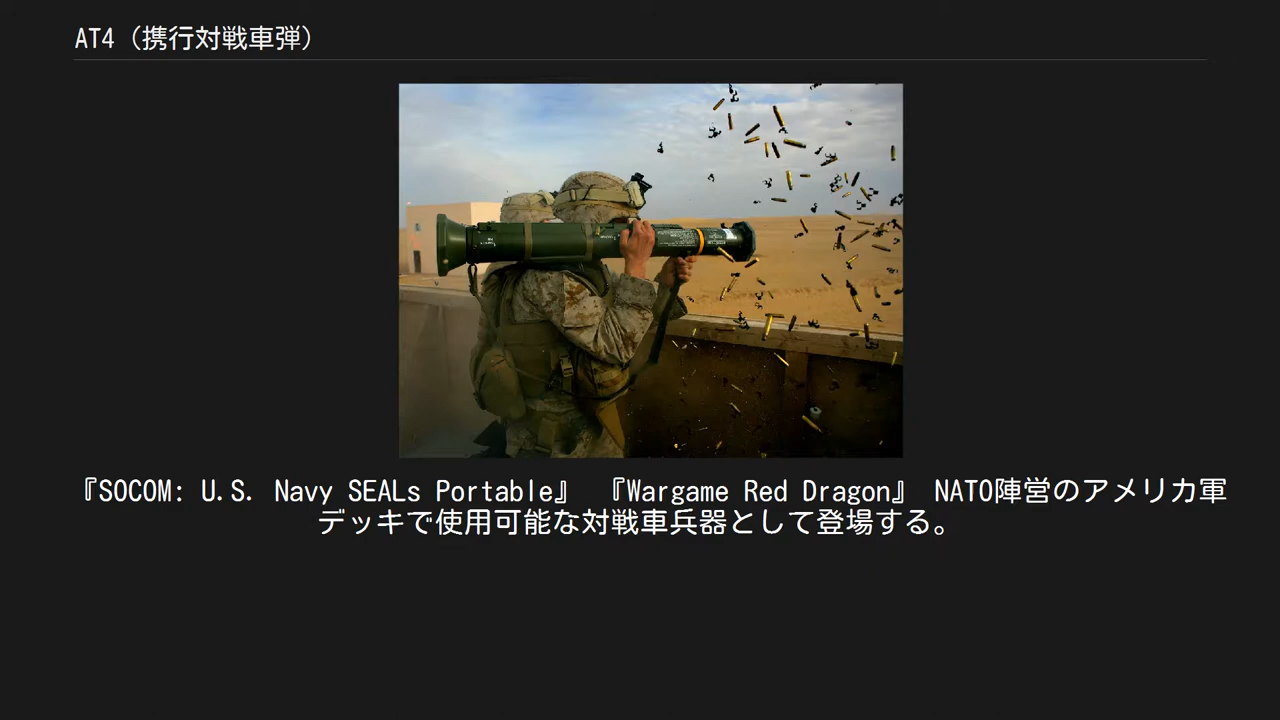 AT4（携行対戦車弾）
『SOCOM: U.S. Navy SEALs Portable』 『Wargame Red Dragon』 NATO陣営のアメリカ軍
デッキで使用可能な対戦車兵器として登場する。